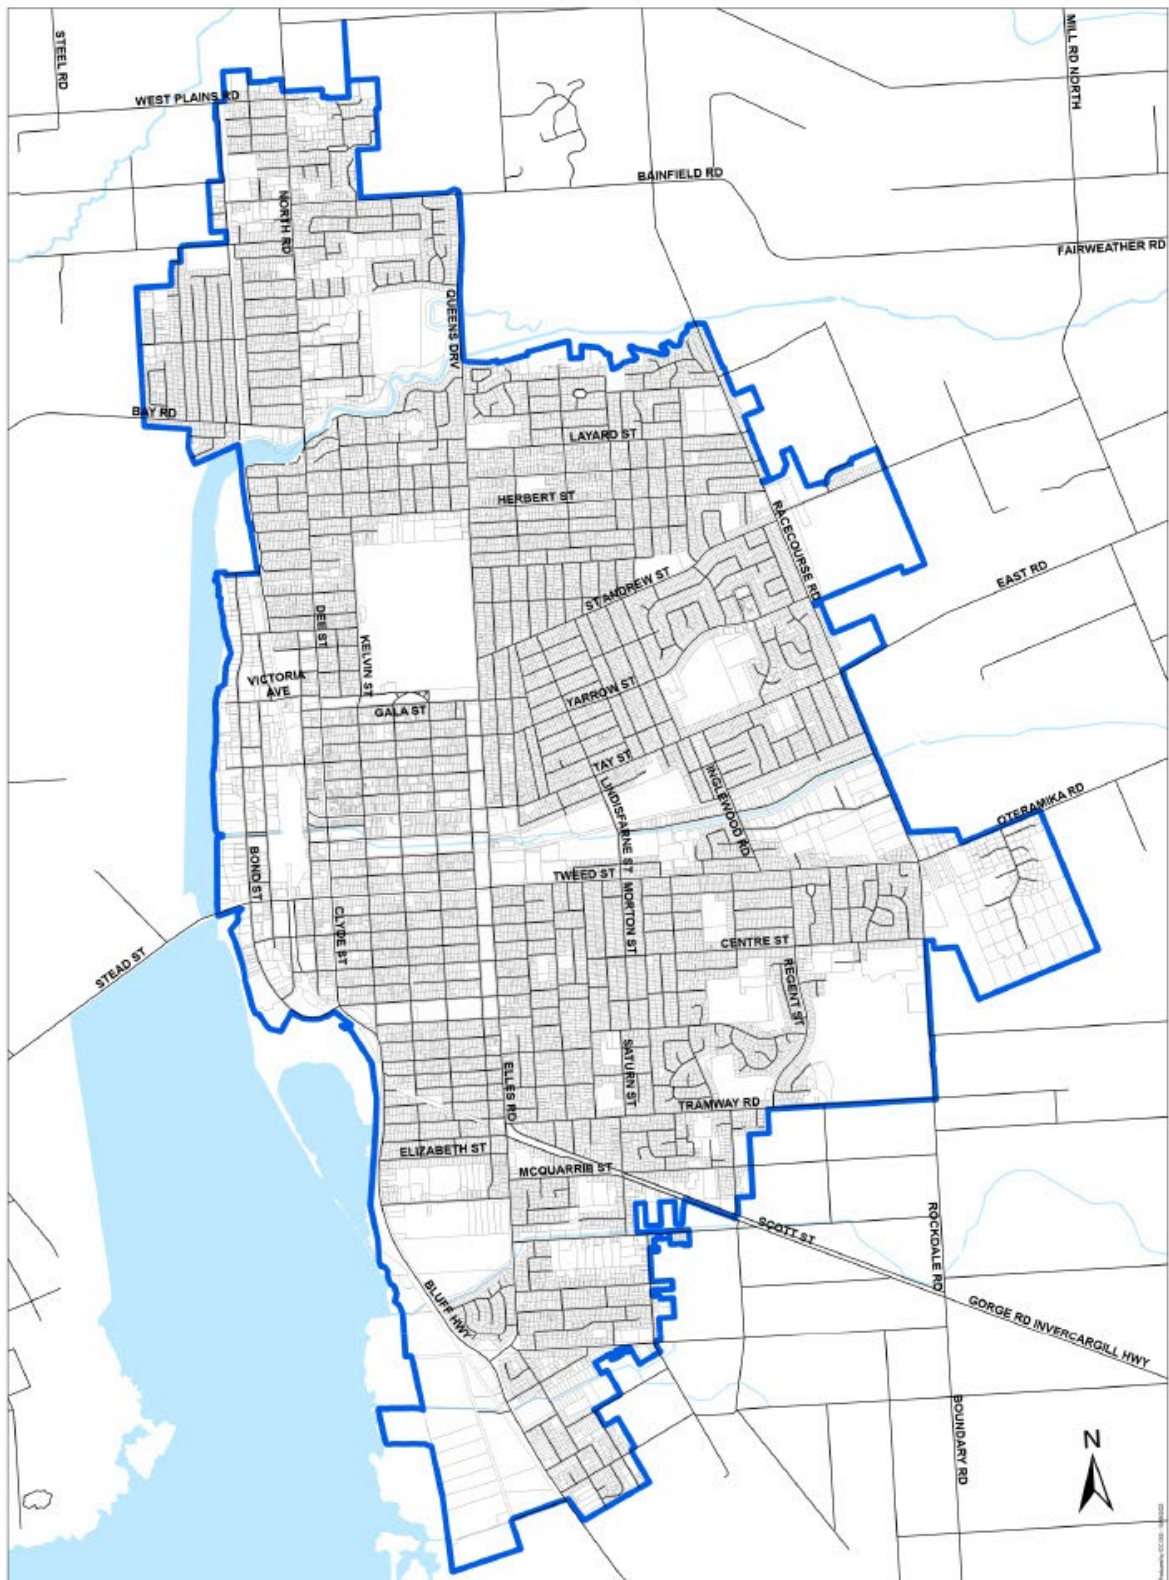 STEEL RD
MILL RD NORTH
WEST PLAINS RD
BAINFIELD RD
NORTH RD
FAIRWEATHER RD
QUEENS DRV
BAY RD
LAYARD ST
HERBERT ST
RACECOURSE RD
ST ANDREW ST
EAST RD
DEE ST
KELVIN ST
VICTORIA
AVE
YARROW ST
GALA ST
TAY ST
INGLEWOOD RD
LINDISFARNE ST
OTERAMIKA RD
BOND ST
TWEED ST
MORTON ST
CLYDE ST
CENTRE ST
STEAD ST
REGENT ST
SATURN ST
ELLES RD
TRAMWAY RD
ELIZABETH ST
MCQUARRIE ST
SCOTT ST
ROCKDALE RD
BLUFF HWY
GORGE RD INVERCARGILL HWY
BOUNDARY RD
N